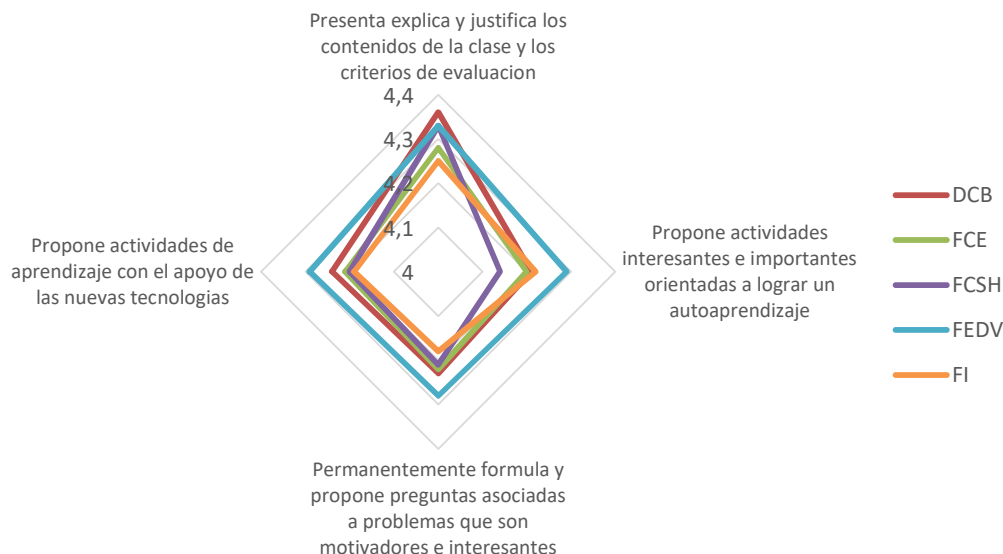 Presenta explica y justifica los
contenidos de la clase y los
criterios de evaluacion
4,4
4,3
4,2
4,1
4
Propone actividades de
aprendizaje con el apoyo de
las nuevas tecnologias
Propone actividades
interesantes e importantes
orientadas a lograr un
autoaprendizaje
Permanentemente formula y
propone preguntas asociadas
a problemas que son
motivadores e interesantes
DCB
FCE
FCSH
FEDV
FI